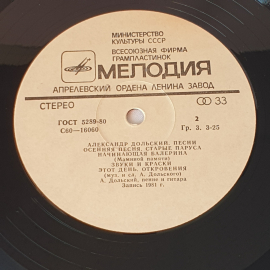 МИНИСТЕРСТВО
КУЛЬТУРЫ СССР
ВСЕСОЮЗНАЯ ФИРМА
ГРАМПЛАСТИНОК
МЕЛОДИЯ
АПРЕЛЕВСКИЙ ОРДЕНА ЛЕНИНА ЗАВОД
СТЕРЕО 33
ГОСТ 5289-80 2
С60—16060 Гр. 3. 3-25
АЛЕКСАНДР ДОЛЬСКИЙ. ПЕСНИ
ОСЕННЯЯ ПЕСНЯ. СТАРЫЕ ПАРУСА
НАЧИНАЮЩАЯ БАЛЕРИНА
(Маминой памяти)
ЗВУКИ И КРАСКИ
ЭТОТ ДЕНЬ. ОТКРОВЕНИЯ
(муз. и сл. А. Дольского)
А. Дольский, пение и гитара
Запись 1981 г.